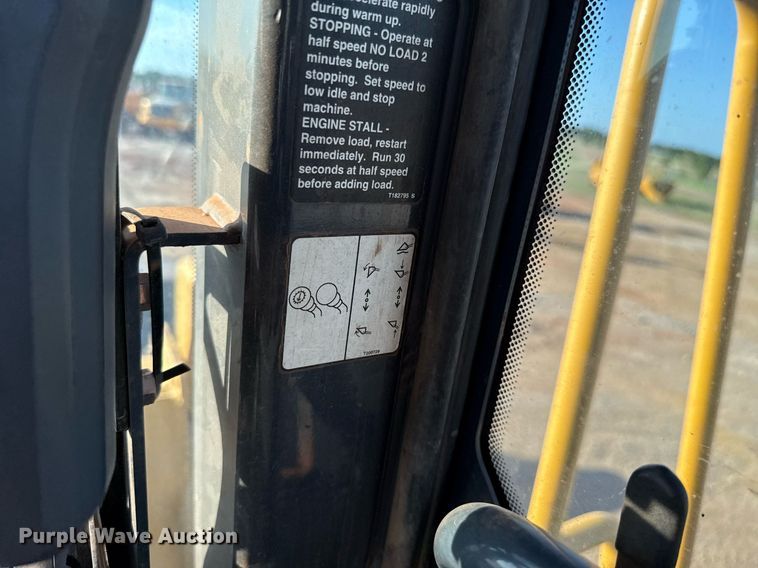 accelerate rapidly
during warm up.
STOPPING - Operate at
half speed NO LOAD 2
minutes before
stopping. Set speed to
low idle and stop
machine.
ENGINE STALL -
Remove load, restart
immediately. Run 30
seconds at half speed
before adding load.
T182795 S
Purple Wave Auction